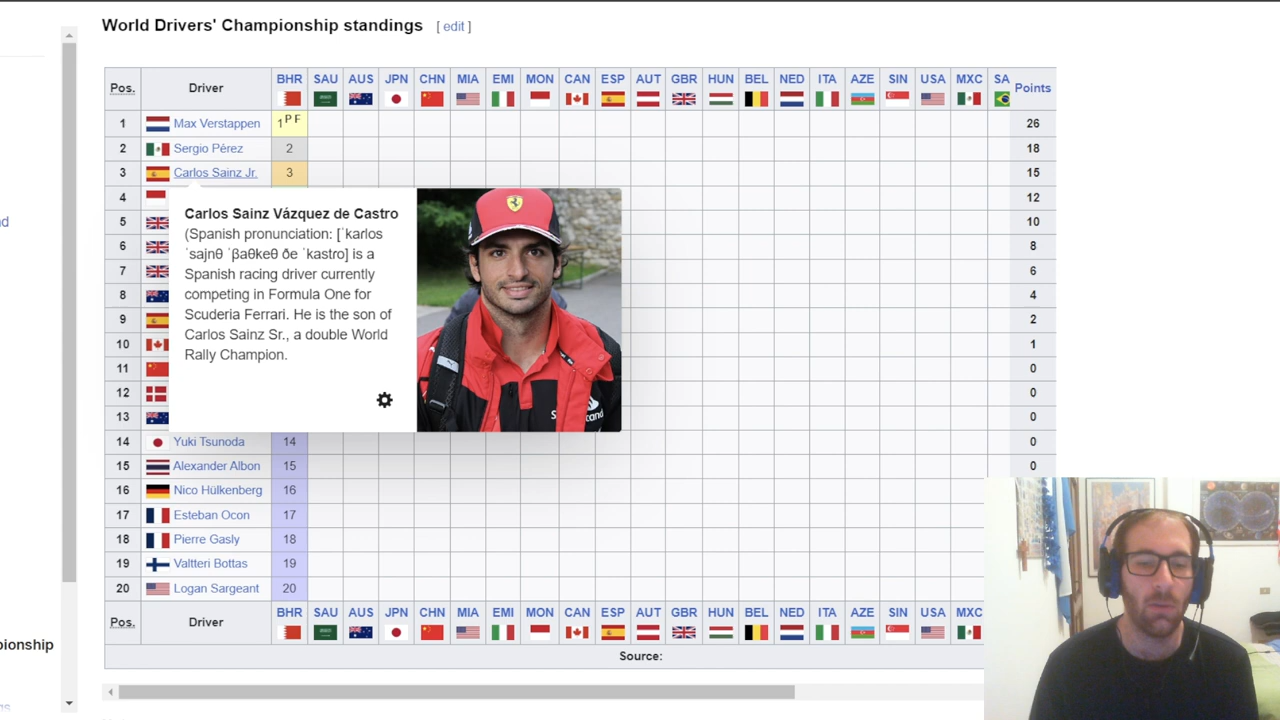 World Drivers' Championship standings [ edit ]
Pos. Driver BHR SAU AUS JPN CHN MIA EMI MON CAN ESP AUT GBR HUN BEL NED ITA AZE SIN USA MXC SA Points
1 Max Verstappen 1 P F 26
2 Sergio Pérez 2 18
3 Carlos Sainz Jr. 3 15
4 12
5 10
6 8
7 6
8 4
9 2
10 1
11 0
12 0
13 0
Carlos Sainz Vázquez de Castro
(Spanish pronunciation: [ˈkarlos
ˈsajnθ ˈβaθkeθ ðe ˈkastro] is a
Spanish racing driver currently
competing in Formula One for
Scuderia Ferrari. He is the son of
Carlos Sainz Sr., a double World
Rally Champion.
14 Yuki Tsunoda 14 0
15 Alexander Albon 15 0
16 Nico Hülkenberg 16
17 Esteban Ocon 17
18 Pierre Gasly 18
19 Valtteri Bottas 19
20 Logan Sargeant 20
Pos. Driver BHR SAU AUS JPN CHN MIA EMI MON CAN ESP AUT GBR HUN BEL NED ITA AZE SIN USA MXC
Source:
pionship